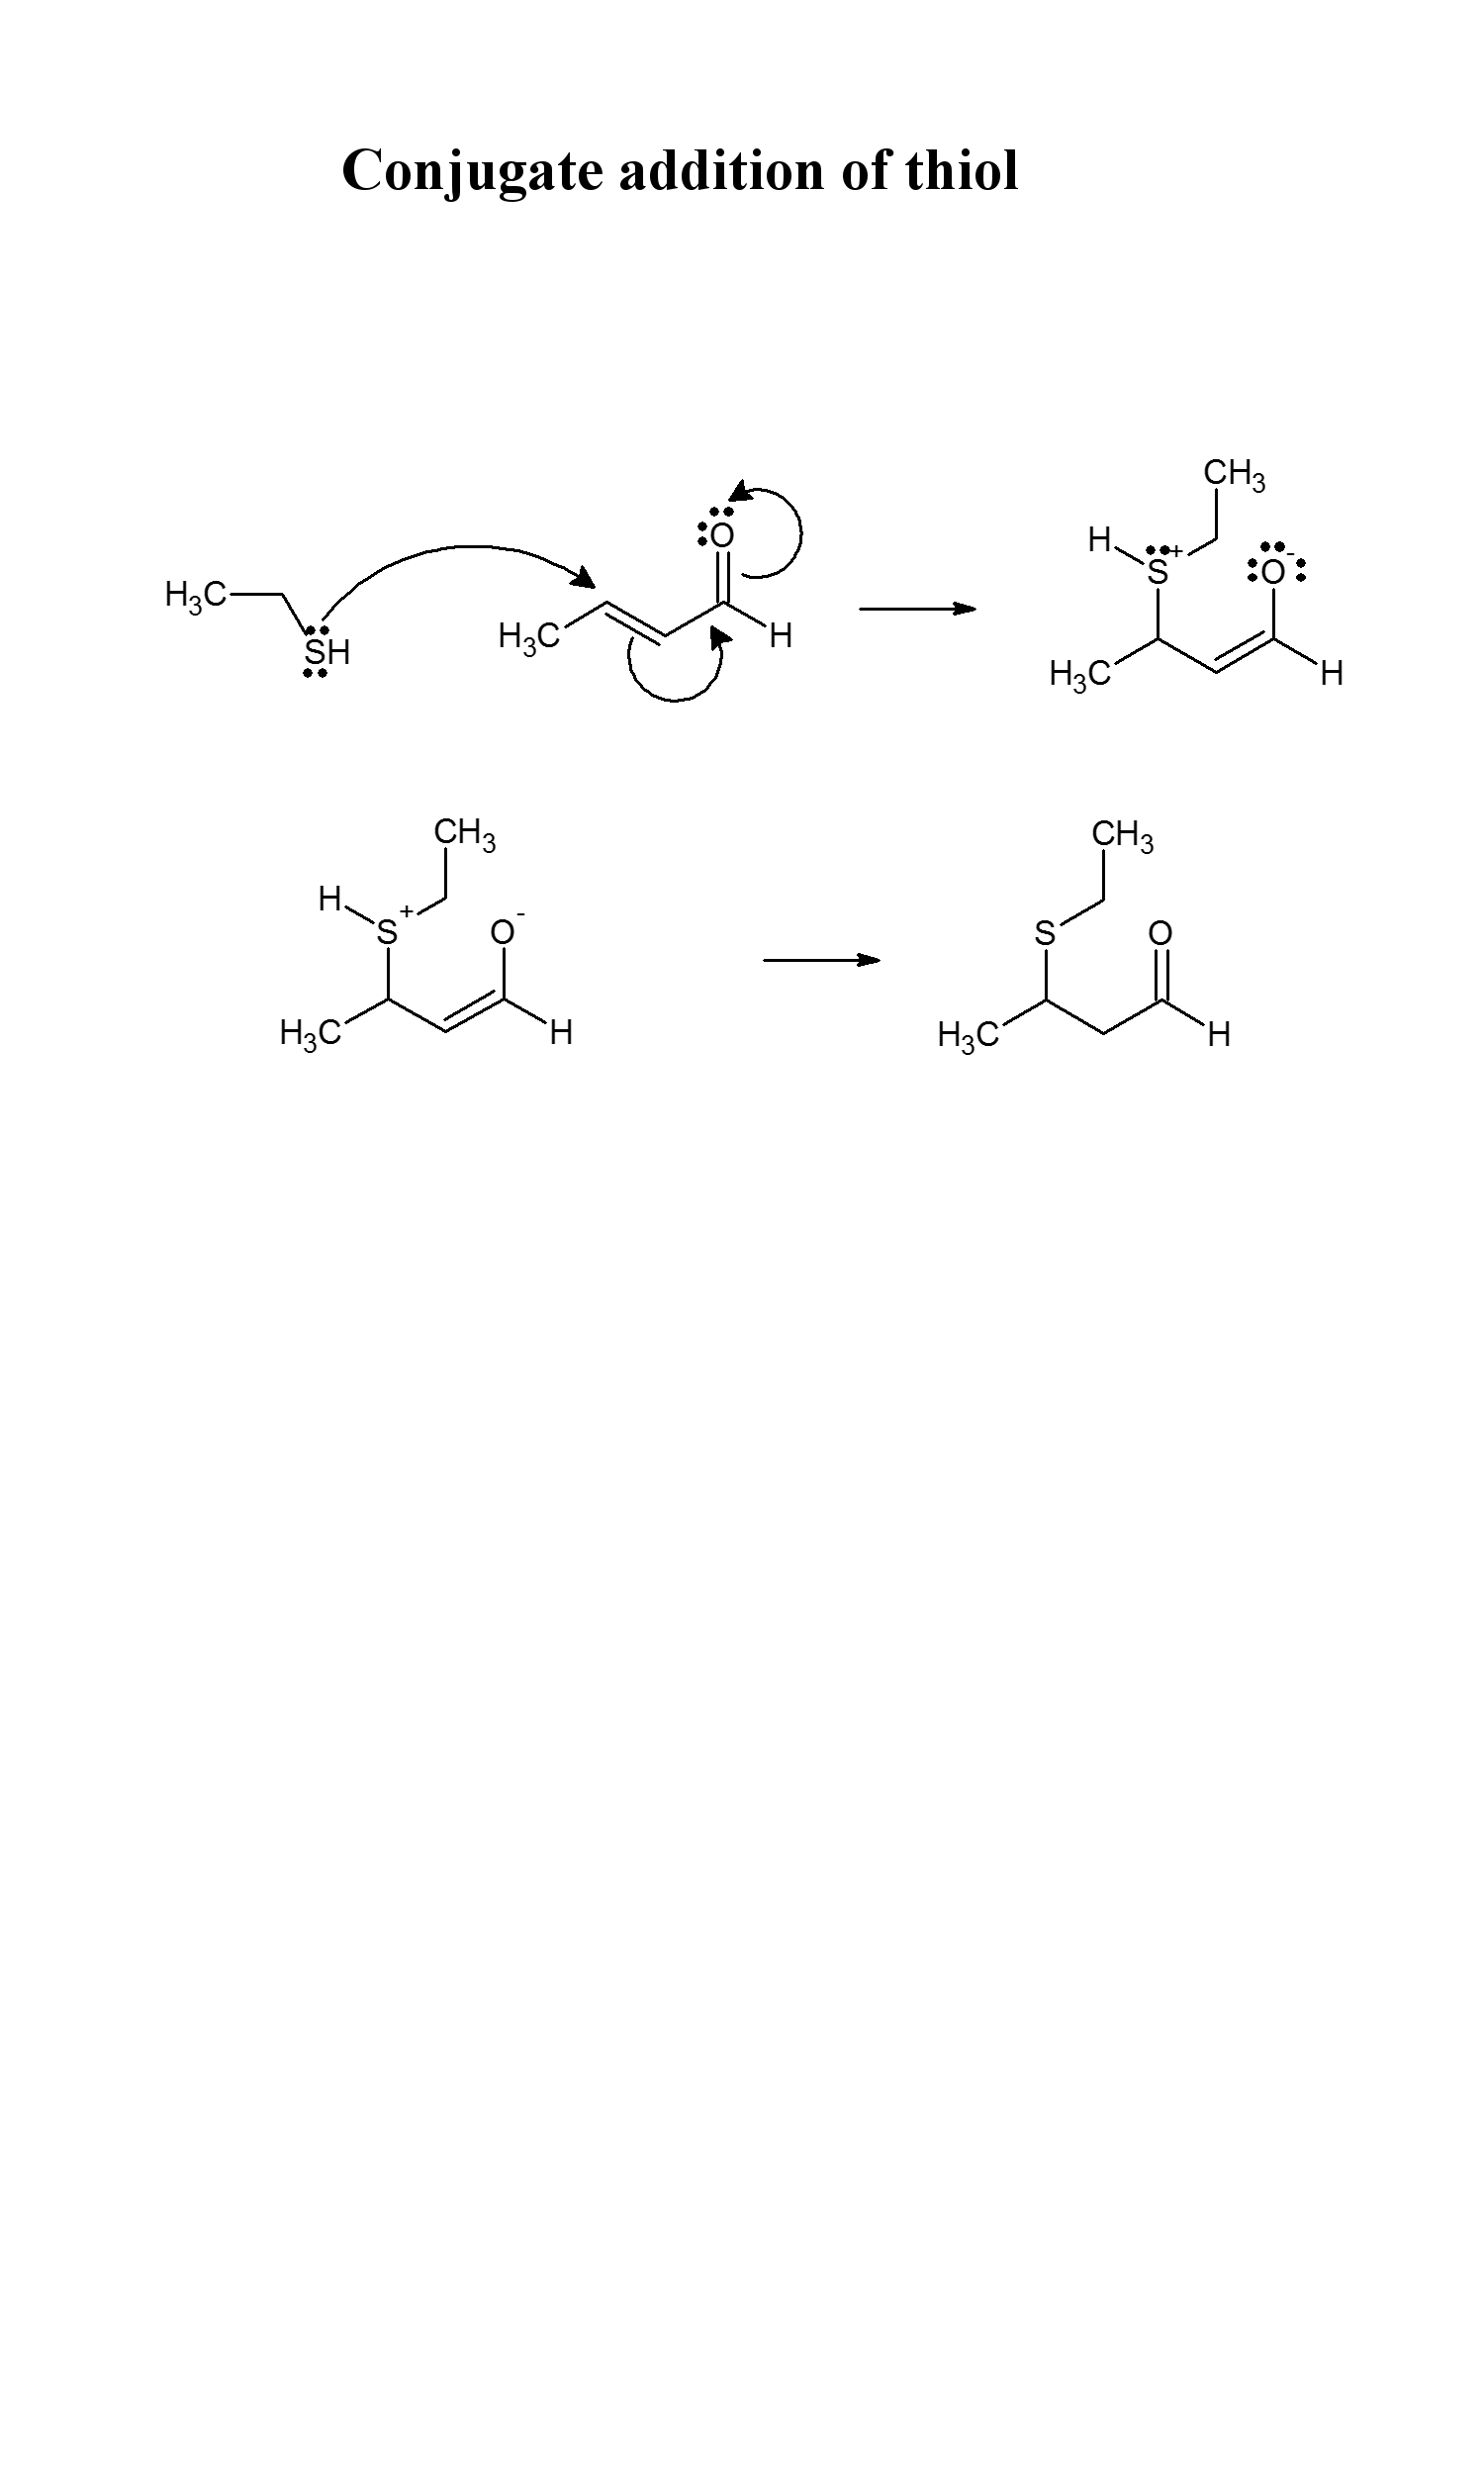 Conjugate addition of thiol
CH3
H S+ O-
H3C SH H3C O H
H3C H
CH3
H S+ O-
H3C H
CH3
S O
H3C H